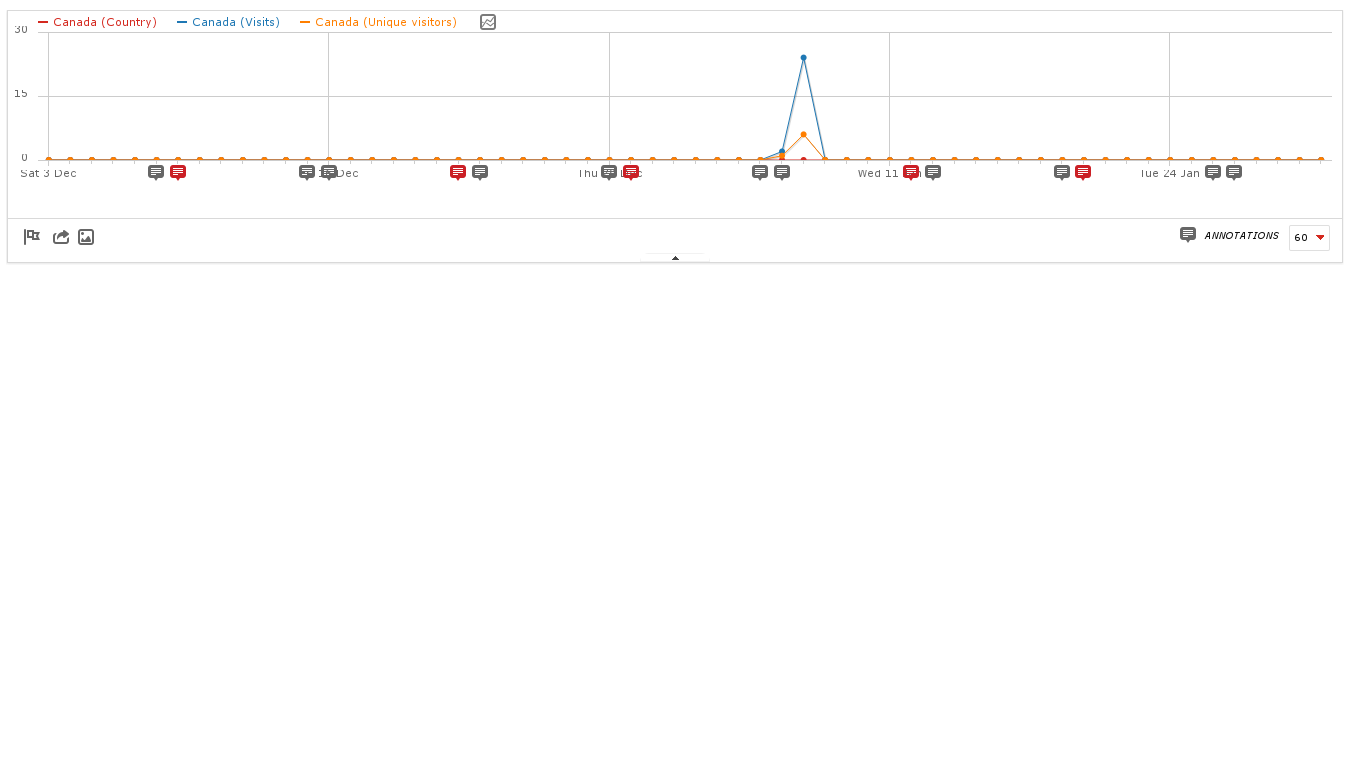 Canada (Country) Canada (Visits) Canada (Unique visitors)
30
15
0
Sat 3 Dec Dec Thu Wed 11 Tue 24 Jan
ANNOTATIONS 60